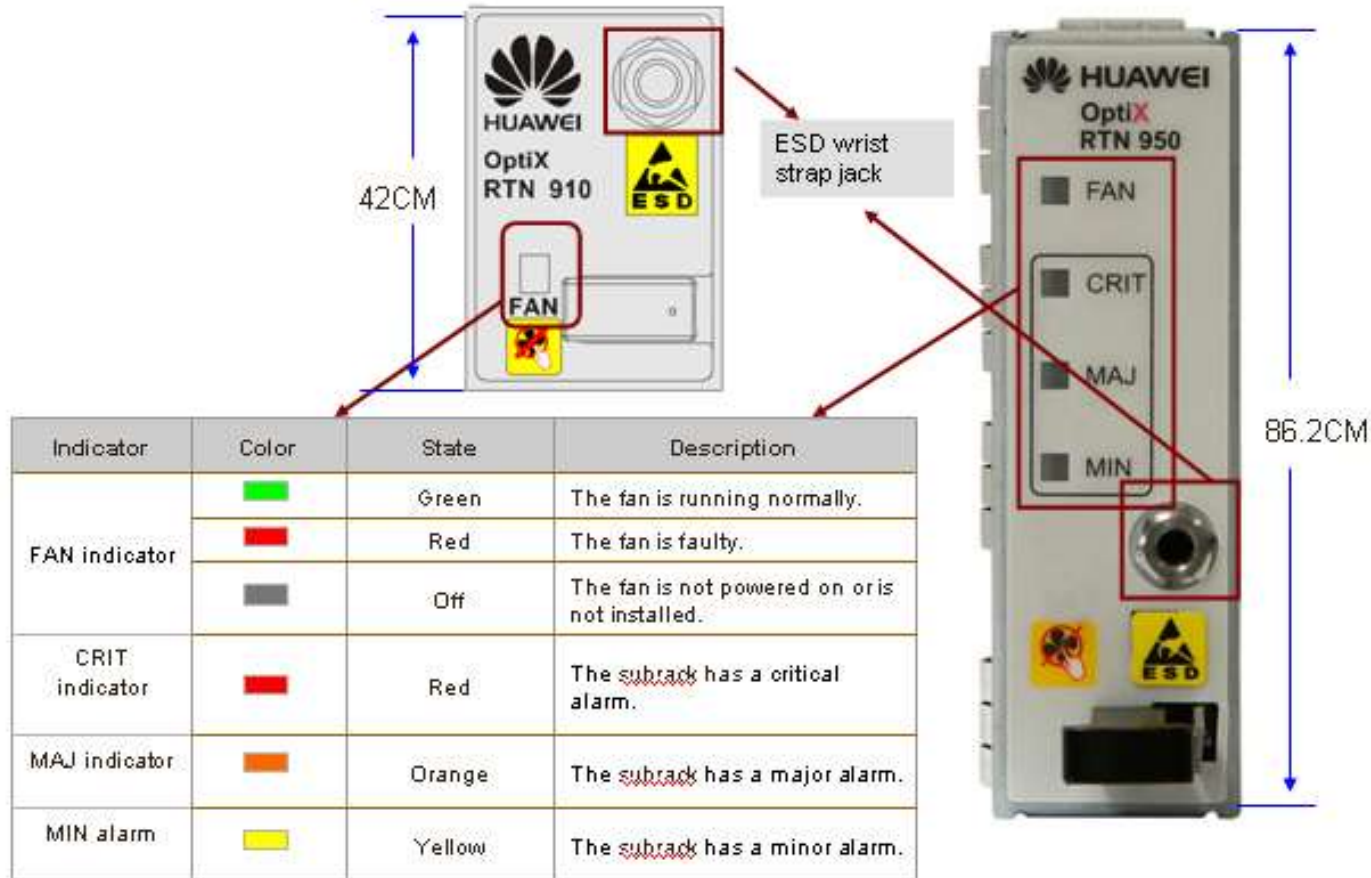 HUAWEI
OptiX
RTN 910
ESD
FAN
42CM
ESD wrist
strap jack
HUAWEI
OptiX
RTN 950
FAN
CRIT
MAJ
MIN
ESD
86.2CM
Indicator Color State Description
FAN indicator
Green The fan is running normally.
Red The fan is faulty.
Off The fan is not powered on or is
not installed.
CRIT
indicator
Red The subrack has a critical
alarm.
MAJ indicator Orange The subrack has a major alarm.
MIN alarm Yellow The subrack has a minor alarm.